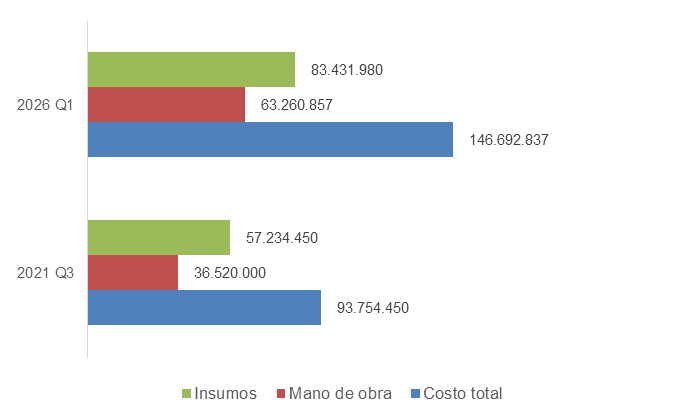 83.431.980
2026 Q1
63.260.857
146.692.837
57.234.450
2021 Q3
36.520.000
93.754.450
Insumos Mano de obra Costo total